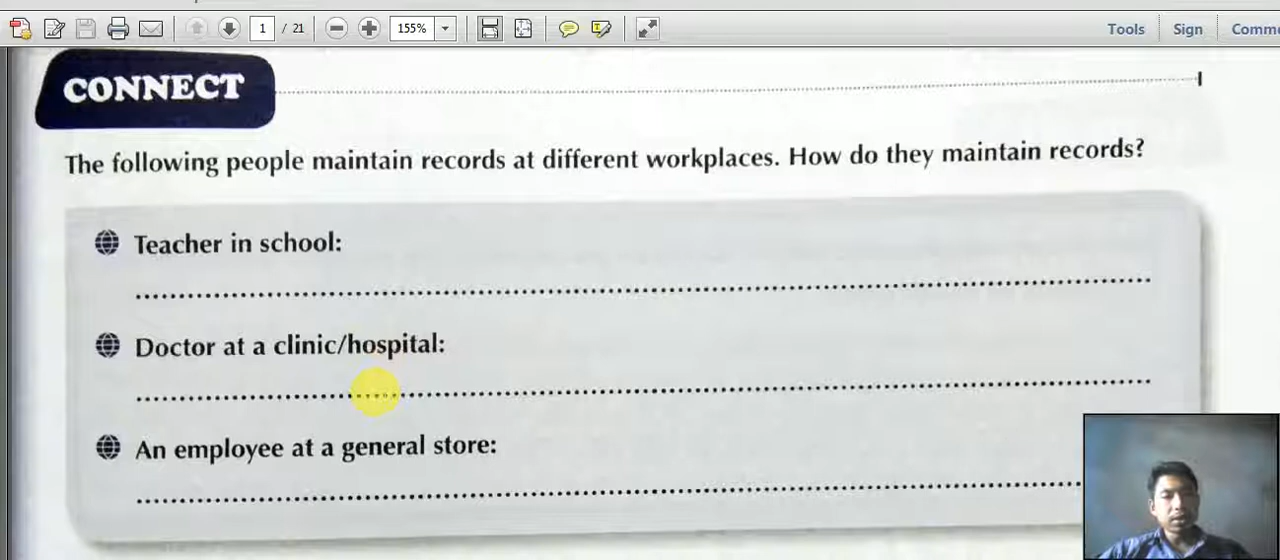 1 / 21 155% Tools Sign
CONNECT
The following people maintain records at different workplaces. How do they maintain records?
Teacher in school:
Doctor at a clinic/hospital:
An employee at a general store: